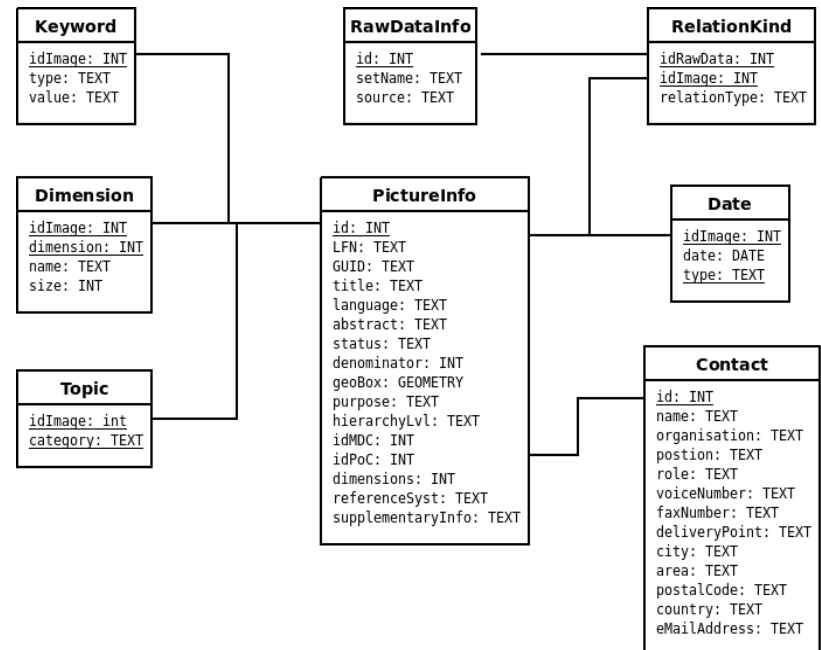 Keyword
idImage: INT
type: TEXT
value: TEXT
RawDataInfo
id: INT
setName: TEXT
source: TEXT
RelationKind
idRawData: INT
idImage: INT
relationType: TEXT
Dimension
idImage: INT
dimension: INT
name: TEXT
size: INT
PictureInfo
id: INT
LFN: TEXT
GUID: TEXT
title: TEXT
language: TEXT
abstract: TEXT
status: TEXT
denominator: INT
geoBox: GEOMETRY
purpose: TEXT
hierarchyLvl: TEXT
idMDC: INT
idPoC: INT
dimensions: INT
referenceSyst: TEXT
supplementaryInfo: TEXT
Date
idImage: INT
date: DATE
type: TEXT
Topic
idImage: int
category: TEXT
Contact
id: INT
name: TEXT
organisation: TEXT
postion: TEXT
role: TEXT
voiceNumber: TEXT
faxNumber: TEXT
deliveryPoint: TEXT
city: TEXT
area: TEXT
postalCode: TEXT
country: TEXT
eMailAddress: TEXT